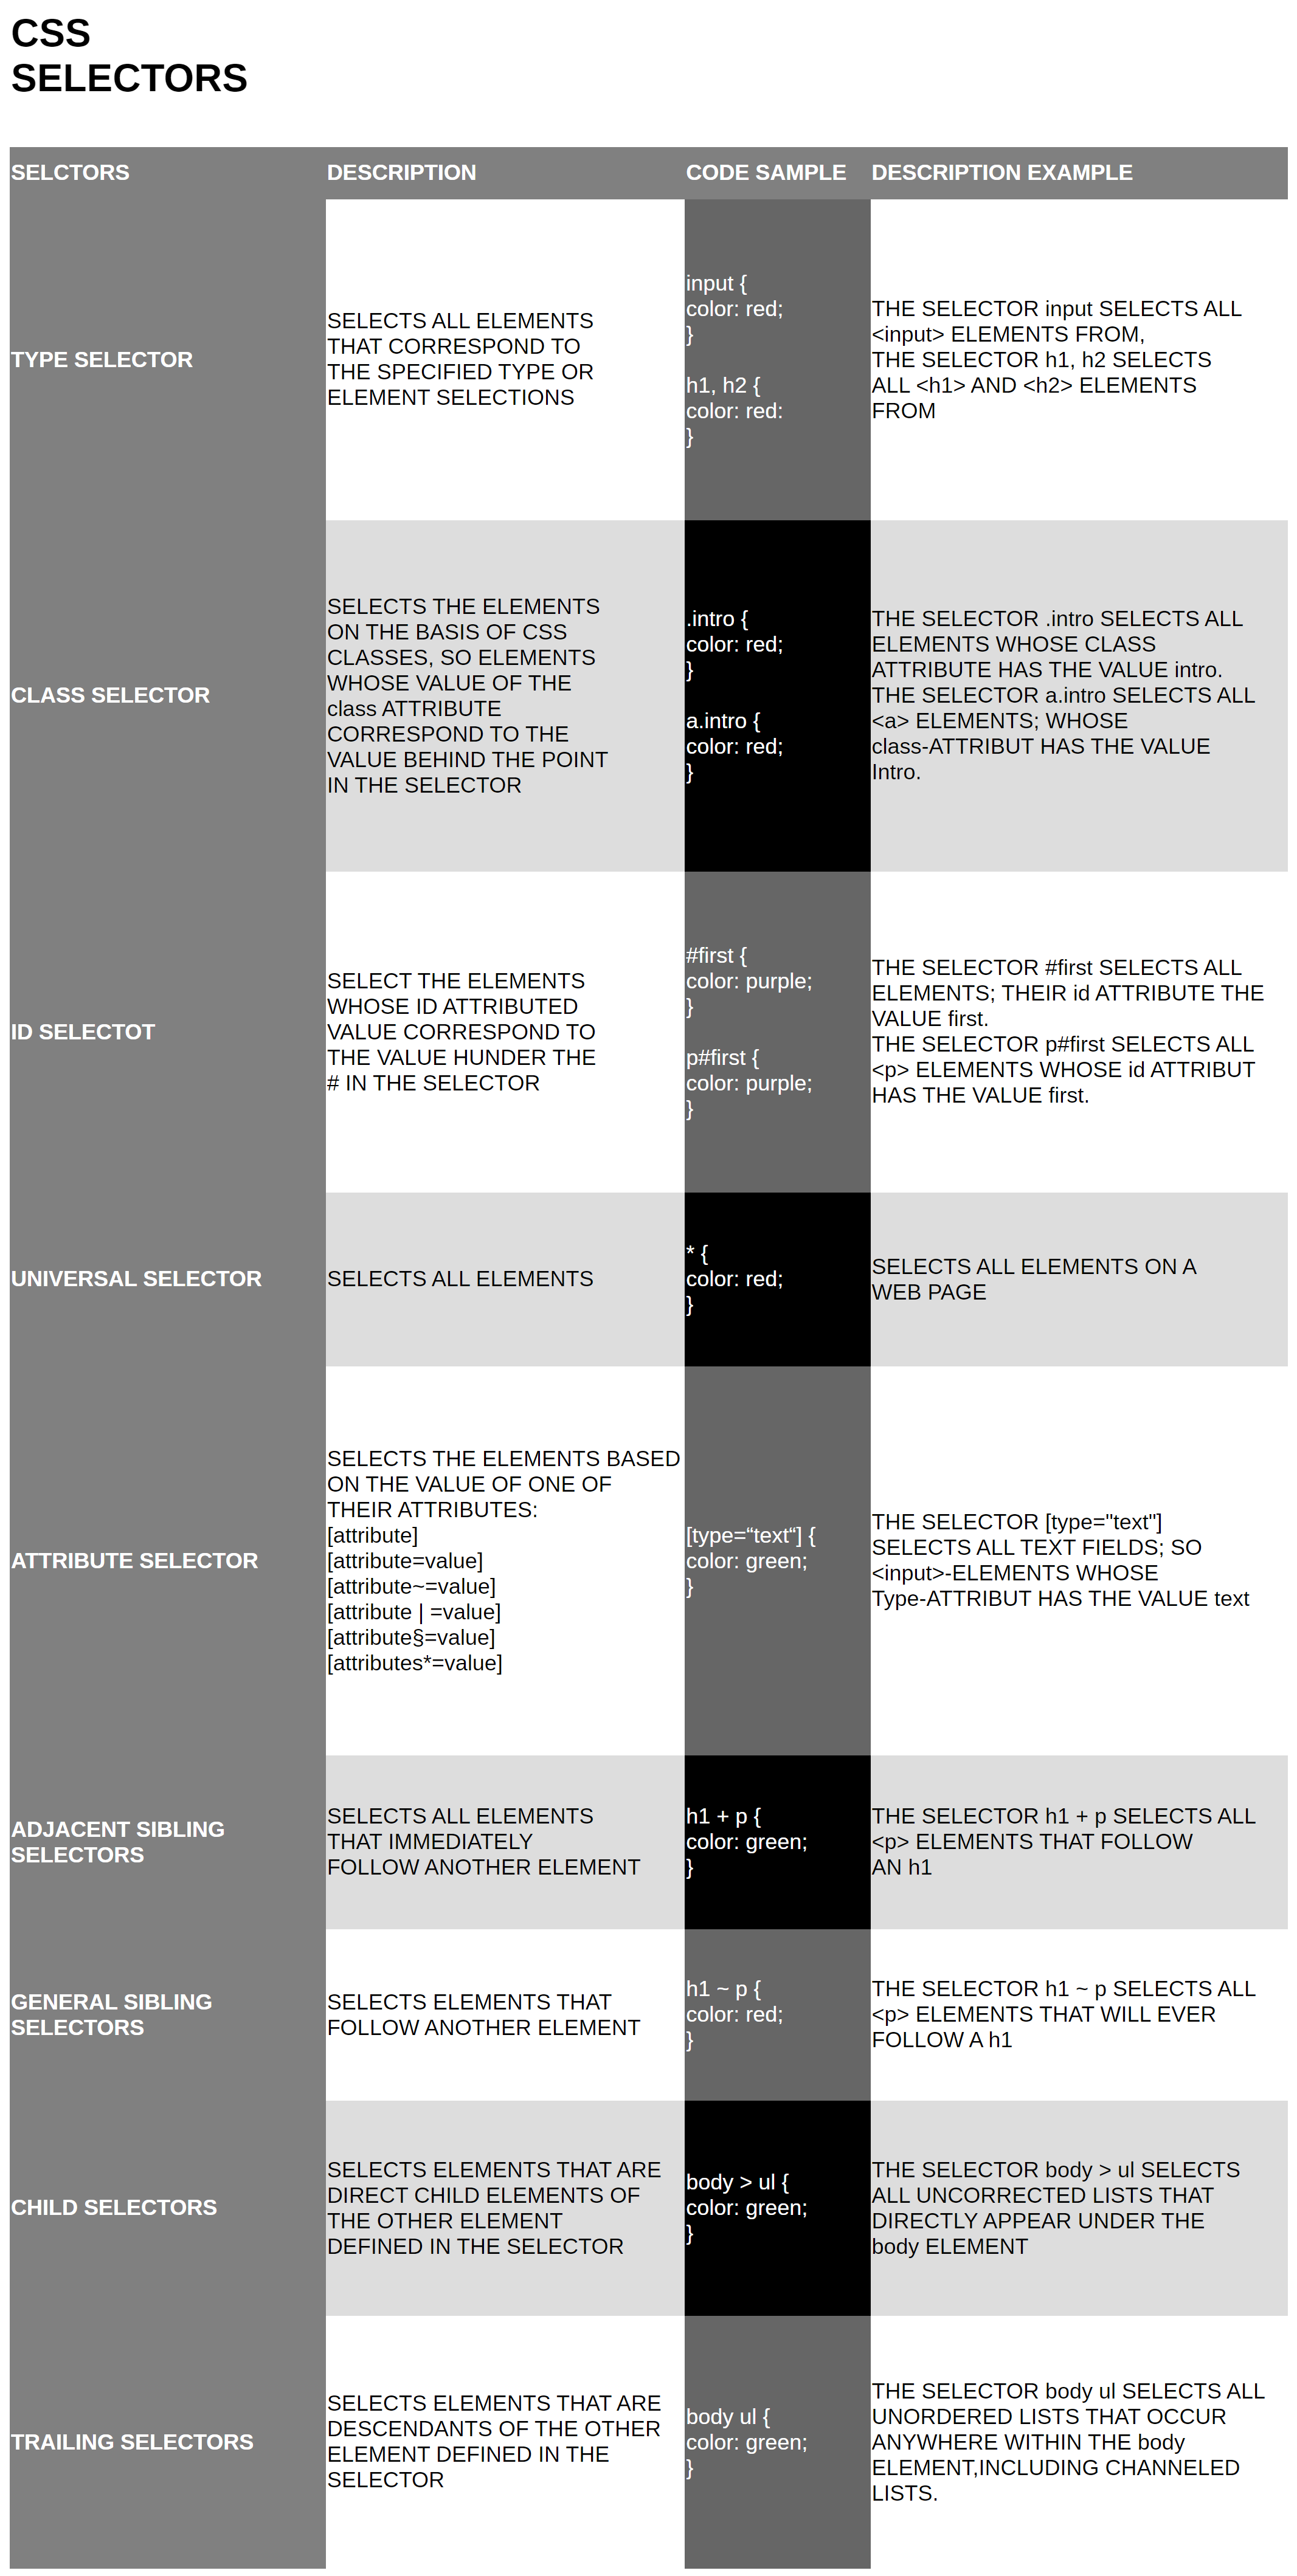 CSS
SELECTORS
SELCTORS
DESCRIPTION
CODE SAMPLE
DESCRIPTION EXAMPLE
TYPE SELECTOR
SELECTS ALL ELEMENTS
THAT CORRESPOND TO
THE SPECIFIED TYPE OR
ELEMENT SELECTIONS
input {
color: red;
}
h1, h2 {
color: red:
}
THE SELECTOR input SELECTS ALL
<input> ELEMENTS FROM,
THE SELECTOR h1, h2 SELECTS
ALL <h1> AND <h2> ELEMENTS
FROM
CLASS SELECTOR
SELECTS THE ELEMENTS
ON THE BASIS OF CSS
CLASSES, SO ELEMENTS
WHOSE VALUE OF THE
class ATTRIBUTE
CORRESPOND TO THE
VALUE BEHIND THE POINT
IN THE SELECTOR
.intro {
color: red;
}
a.intro {
color: red;
}
THE SELECTOR .intro SELECTS ALL
ELEMENTS WHOSE CLASS
ATTRIBUTE HAS THE VALUE intro.
THE SELECTOR a.intro SELECTS ALL
<a> ELEMENTS; WHOSE
class-ATTRIBUT HAS THE VALUE
Intro.
ID SELECTOT
SELECT THE ELEMENTS
WHOSE ID ATTRIBUTED
VALUE CORRESPOND TO
THE VALUE HUNDER THE
# IN THE SELECTOR
#first {
color: purple;
}
p#first {
color: purple;
}
THE SELECTOR #first SELECTS ALL
ELEMENTS; THEIR id ATTRIBUTE THE
VALUE first.
THE SELECTOR p#first SELECTS ALL
<p> ELEMENTS WHOSE id ATTRIBUT
HAS THE VALUE first.
UNIVERSAL SELECTOR
SELECTS ALL ELEMENTS
* {
color: red;
}
SELECTS ALL ELEMENTS ON A
WEB PAGE
ATTRIBUTE SELECTOR
SELECTS THE ELEMENTS BASED
ON THE VALUE OF ONE OF
THEIR ATTRIBUTES:
[attribute]
[attribute=value]
[attribute~=value]
[attribute | =value]
[attribute§=value]
[attributes*=value]
[type=“text“] {
color: green;
}
THE SELECTOR [type="text"]
SELECTS ALL TEXT FIELDS; SO
<input>-ELEMENTS WHOSE
Type-ATTRIBUT HAS THE VALUE text
ADJACENT SIBLING
SELECTORS
SELECTS ALL ELEMENTS
THAT IMMEDIATELY
FOLLOW ANOTHER ELEMENT
h1 + p {
color: green;
}
THE SELECTOR h1 + p SELECTS ALL
<p> ELEMENTS THAT FOLLOW
AN h1
GENERAL SIBLING
SELECTORS
SELECTS ELEMENTS THAT
FOLLOW ANOTHER ELEMENT
h1 ~ p {
color: red;
}
THE SELECTOR h1 ~ p SELECTS ALL
<p> ELEMENTS THAT WILL EVER
FOLLOW A h1
CHILD SELECTORS
SELECTS ELEMENTS THAT ARE
DIRECT CHILD ELEMENTS OF
THE OTHER ELEMENT
DEFINED IN THE SELECTOR
body > ul {
color: green;
}
THE SELECTOR body > ul SELECTS
ALL UNCORRECTED LISTS THAT
DIRECTLY APPEAR UNDER THE
body ELEMENT
TRAILING SELECTORS
SELECTS ELEMENTS THAT ARE
DESCENDANTS OF THE OTHER
ELEMENT DEFINED IN THE
SELECTOR
body ul {
color: green;
}
THE SELECTOR body ul SELECTS ALL
UNORDERED LISTS THAT OCCUR
ANYWHERE WITHIN THE body
ELEMENT,INCLUDING CHANNELED
LISTS.